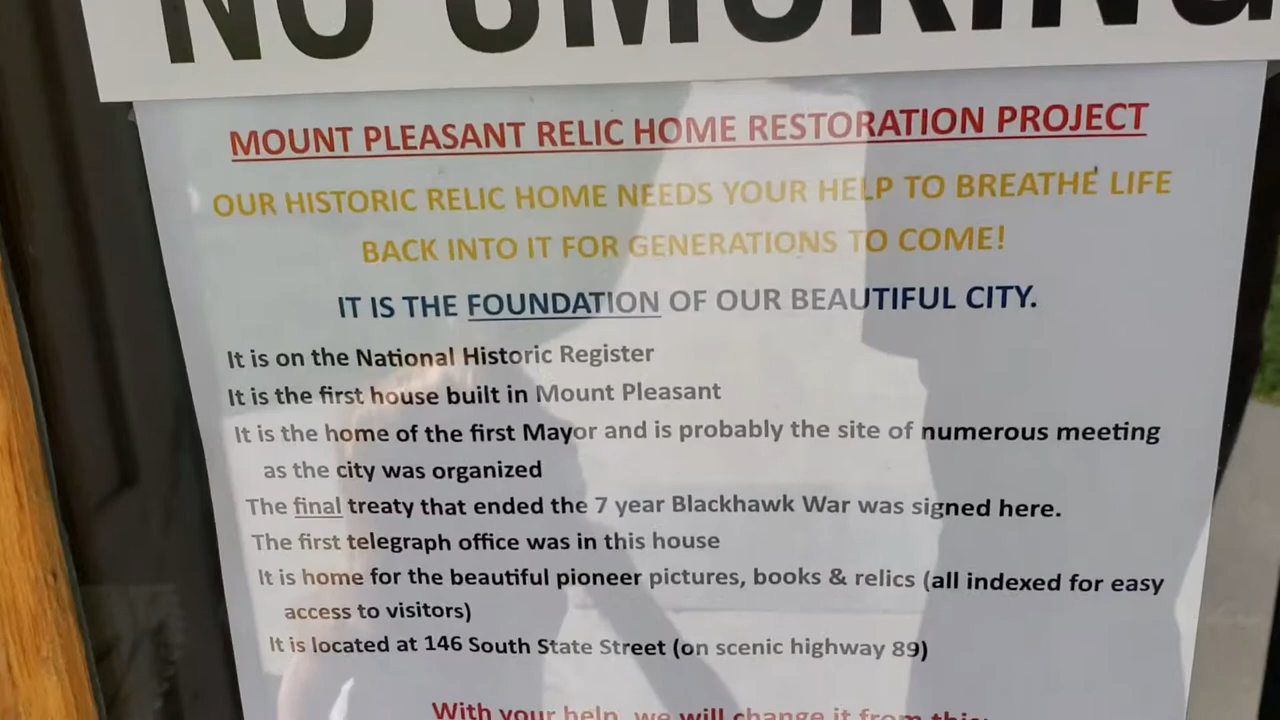 NO SMOKING
MOUNT PLEASANT RELIC HOME RESTORATION PROJECT
OUR HISTORIC RELIC HOME NEEDS YOUR HELP TO BREATHE LIFE
BACK INTO IT FOR GENERATIONS TO COME!
IT IS THE FOUNDATION OF OUR BEAUTIFUL CITY.
It is on the National Historic Register
It is the first house built in Mount Pleasant
It is the home of the first Mayor and is probably the site of numerous meeting
as the city was organized
The final treaty that ended the 7 year Blackhawk War was signed here.
The first telegraph office was in this house
It is home for the beautiful pioneer pictures, books & relics (all indexed for easy
access to visitors)
It is located at 146 South State Street (on scenic highway 89)
With your help, we will change it from this: